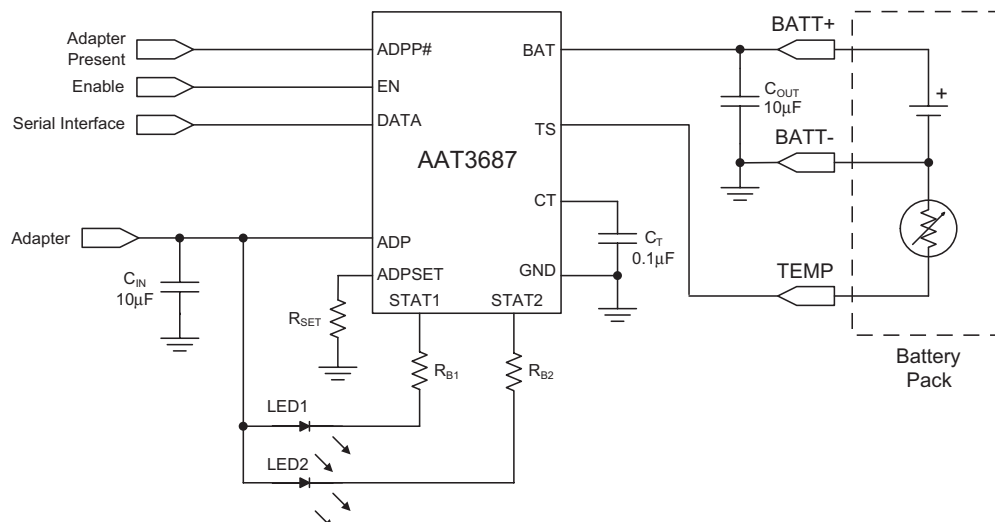 Adapter
Present
Enable
Serial Interface
Adapter
ADPP#
EN
DATA
AAT3687
ADP
ADPSET
STAT1
STAT2
BAT
TS
CT
GND
C_IN
10μF
R_SET
R_B1
R_B2
LED1
LED2
C_T
0.1μF
C_OUT
10μF
BATT+
BATT-
TEMP
+
Battery
Pack